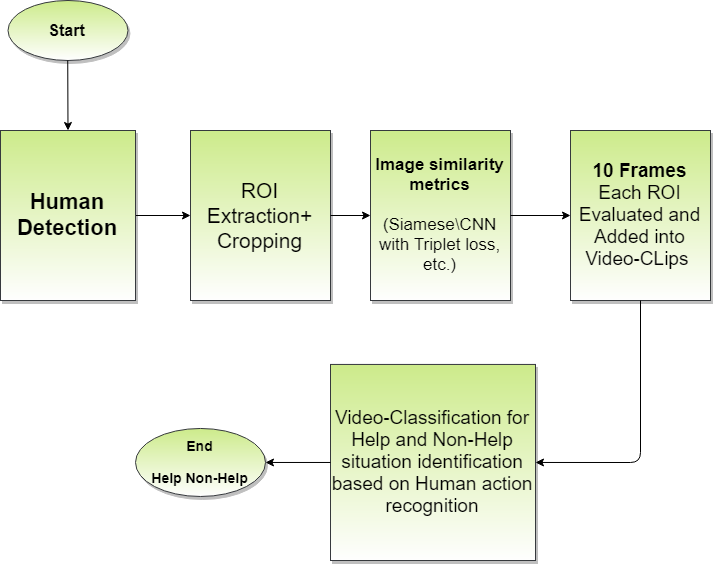 Start
Human
Detection
ROI
Extraction+
Cropping
Image similarity
metrics
(Siamese\CNN
with Triplet loss,
etc.)
10 Frames
Each ROI
Evaluated and
Added into
Video-CLips
Video-Classification for
Help and Non-Help
situation identification
based on Human action
recognition
End
Help Non-Help